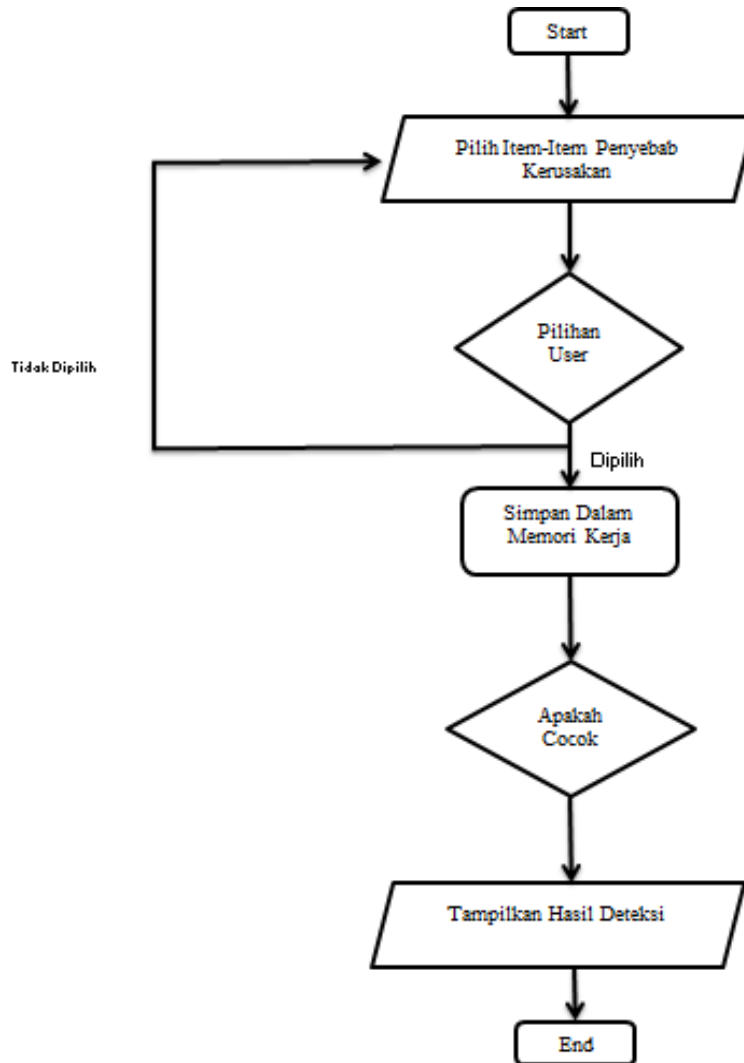 Start
Pilih Item-Item Penyebab
Kerusakan
Pilihan
User
Tidak Dipilih
Dipilih
Simpan Dalam
Memori Kerja
Apakah
Cocok
Tampilkan Hasil Deteksi
End